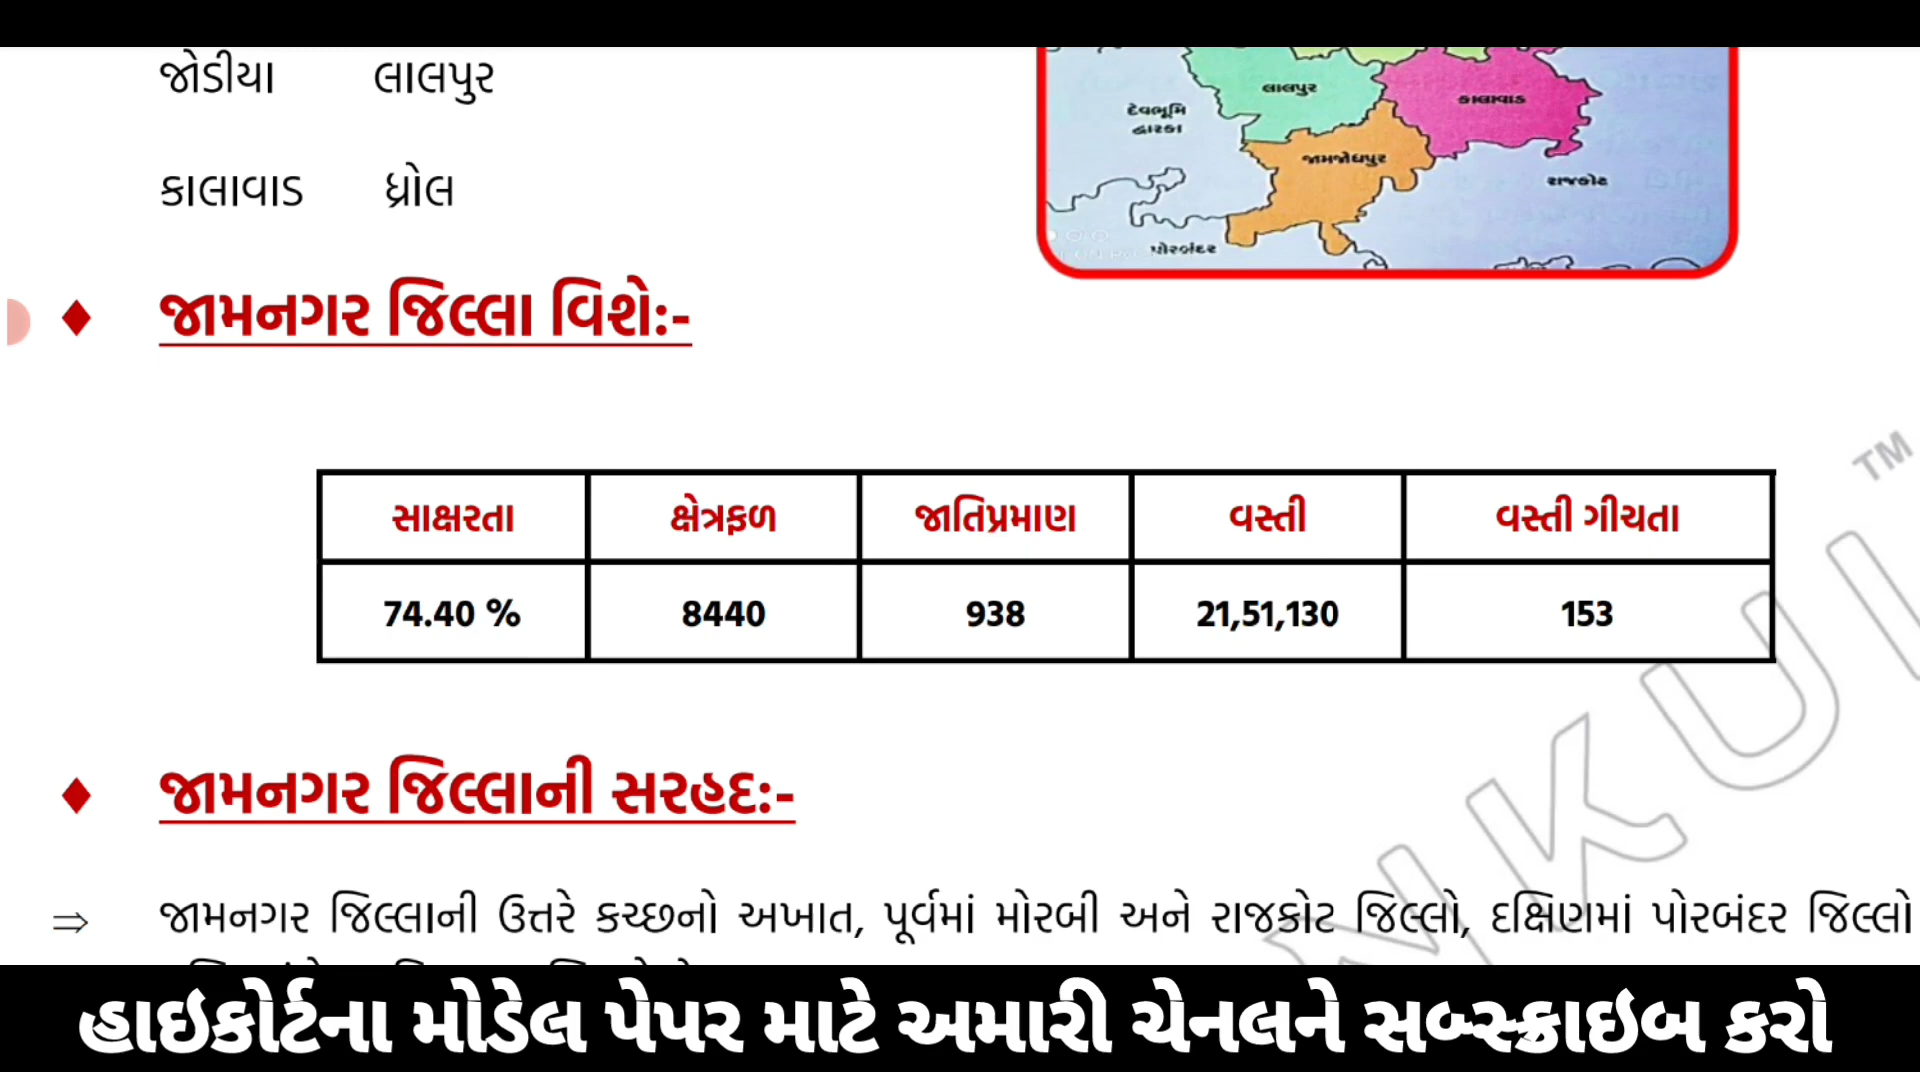 જોડીયા લાલપુર
કાલાવાડ ધ્રોલ
લાલપુર
કાલાવાડ
દેવભૂમિ
દ્વારકા
જામજોધપુર
રાજકોટ
પોરબંદર
♦ જામનગર જિલ્લા વિશે:-
સાક્ષરતા ક્ષેત્રફળ જાતિપ્રમાણ વસ્તી વસ્તી ગીચતા
74.40 % 8440 938 21,51,130 153
TM
♦ જામનગર જિલ્લાની સરહદ:-
NKUL
⇒ જામનગર જિલ્લાની ઉત્તરે કચ્છનો અખાત, પૂર્વમાં મોરબી અને રાજકોટ જિલ્લો, દક્ષિણમાં પોરબંદર જિલ્લો
હાઇકોર્ટના મોડેલ પેપર માટે અમારી ચેનલને સબ્સ્ક્રાઇબ કરો